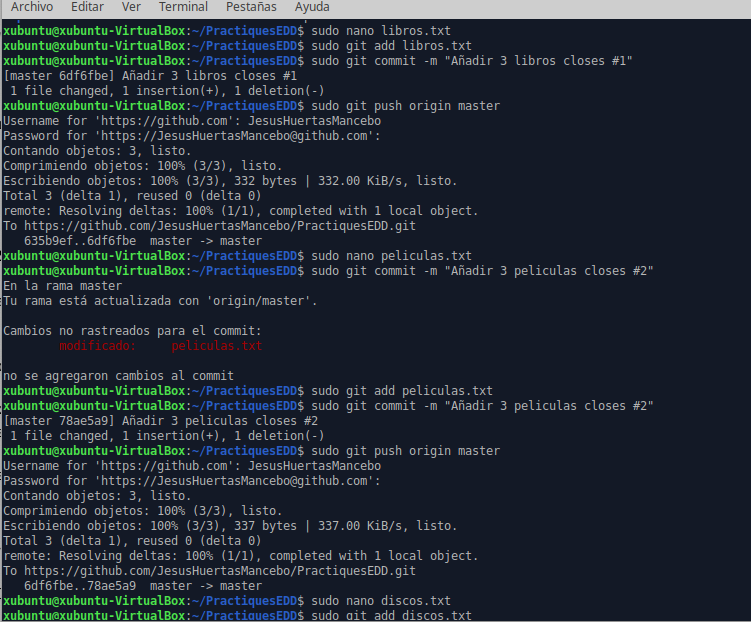 Archivo Editar Ver Terminal Pestañas Ayuda
xubuntu@xubuntu-VirtualBox:~/PractiquesEDD$ sudo nano libros.txt
xubuntu@xubuntu-VirtualBox:~/PractiquesEDD$ sudo git add libros.txt
xubuntu@xubuntu-VirtualBox:~/PractiquesEDD$ sudo git commit -m "Añadir 3 libros closes #1"
[master 6df6fbe] Añadir 3 libros closes #1
 1 file changed, 1 insertion(+), 1 deletion(-)
xubuntu@xubuntu-VirtualBox:~/PractiquesEDD$ sudo git push origin master
Username for 'https://github.com': JesusHuertasMancebo
Password for 'https://JesusHuertasMancebo@github.com':
Contando objetos: 3, listo.
Comprimiendo objetos: 100% (3/3), listo.
Escribiendo objetos: 100% (3/3), 332 bytes | 332.00 KiB/s, listo.
Total 3 (delta 1), reused 0 (delta 0)
remote: Resolving deltas: 100% (1/1), completed with 1 local object.
To https://github.com/JesusHuertasMancebo/PractiquesEDD.git
   635b9ef..6df6fbe  master -> master
xubuntu@xubuntu-VirtualBox:~/PractiquesEDD$ sudo nano peliculas.txt
xubuntu@xubuntu-VirtualBox:~/PractiquesEDD$ sudo git commit -m "Añadir 3 peliculas closes #2"
En la rama master
Tu rama está actualizada con 'origin/master'.
Cambios no rastreados para el commit:
        modificado:     peliculas.txt
no se agregaron cambios al commit
xubuntu@xubuntu-VirtualBox:~/PractiquesEDD$ sudo git add peliculas.txt
xubuntu@xubuntu-VirtualBox:~/PractiquesEDD$ sudo git commit -m "Añadir 3 peliculas closes #2"
[master 78ae5a9] Añadir 3 peliculas closes #2
 1 file changed, 1 insertion(+), 1 deletion(-)
xubuntu@xubuntu-VirtualBox:~/PractiquesEDD$ sudo git push origin master
Username for 'https://github.com': JesusHuertasMancebo
Password for 'https://JesusHuertasMancebo@github.com':
Contando objetos: 3, listo.
Comprimiendo objetos: 100% (3/3), listo.
Escribiendo objetos: 100% (3/3), 337 bytes | 337.00 KiB/s, listo.
Total 3 (delta 1), reused 0 (delta 0)
remote: Resolving deltas: 100% (1/1), completed with 1 local object.
To https://github.com/JesusHuertasMancebo/PractiquesEDD.git
   6df6fbe..78ae5a9  master -> master
xubuntu@xubuntu-VirtualBox:~/PractiquesEDD$ sudo nano discos.txt
xubuntu@xubuntu-VirtualBox:~/PractiquesEDD$ sudo git add discos.txt